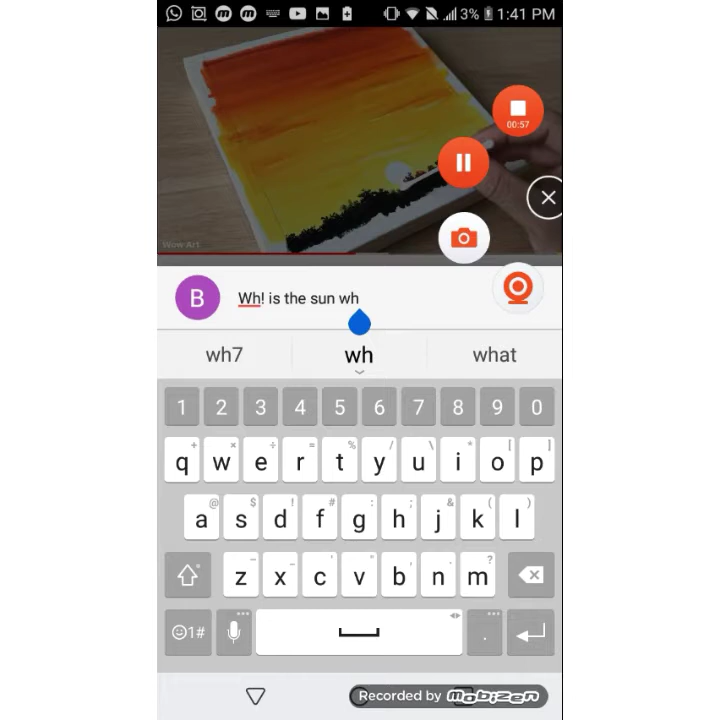 3% 1:41 PM
00:57
Wow Art
B
Wh! is the sun wh
wh7 wh what
1 2 3 4 5 6 7 8 9 0
+ × ÷ = % / \ * [ ]
q w e r t y u i o p
@ $ ! # : ; & ( )
a s d f g h j k l
- _ ' " , ?
z x c v b n m
1# .
Recorded by mobizen